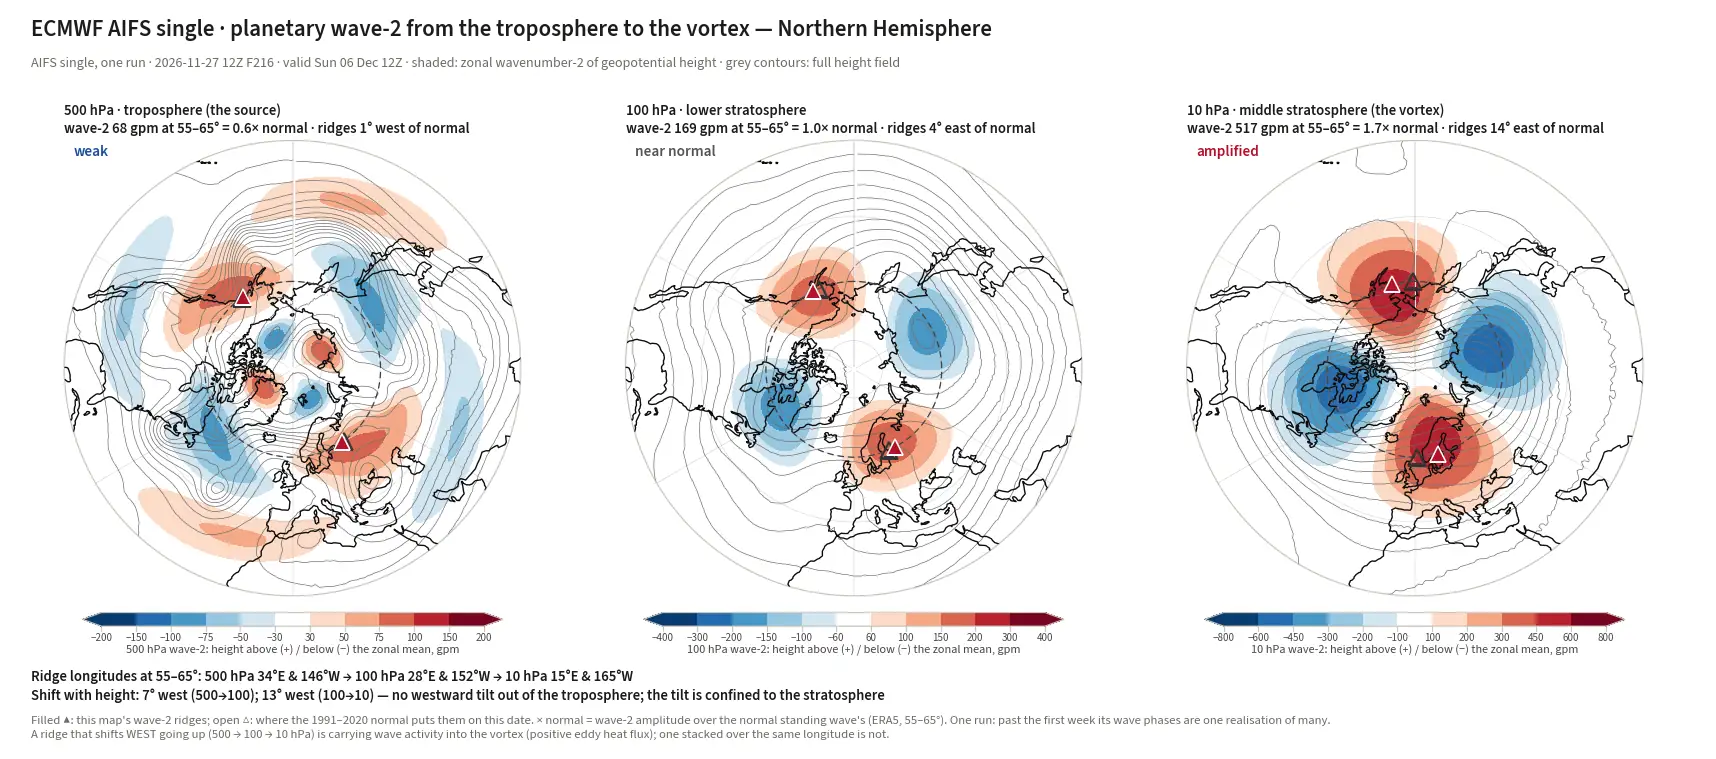 ECMWF AIFS single · planetary wave-2 from the troposphere to the vortex — Northern Hemisphere
AIFS single, one run · 2026-11-27 12Z F216 · valid Sun 06 Dec 12Z · shaded: zonal wavenumber-2 of geopotential height · grey contours: full height field
500 hPa · troposphere (the source)
wave-2 68 gpm at 55–65° = 0.6× normal · ridges 1° west of normal
weak
100 hPa · lower stratosphere
wave-2 169 gpm at 55–65° = 1.0× normal · ridges 4° east of normal
near normal
10 hPa · middle stratosphere (the vortex)
wave-2 517 gpm at 55–65° = 1.7× normal · ridges 14° east of normal
amplified
−200 −150 −100 −75 −50 −30 30 50 75 100 150 200
500 hPa wave-2: height above (+) / below (−) the zonal mean, gpm
−400 −300 −200 −150 −100 −60 60 100 150 200 300 400
100 hPa wave-2: height above (+) / below (−) the zonal mean, gpm
−800 −600 −450 −300 −200 −100 100 200 300 450 600 800
10 hPa wave-2: height above (+) / below (−) the zonal mean, gpm
Ridge longitudes at 55–65°: 500 hPa 34°E & 146°W → 100 hPa 28°E & 152°W → 10 hPa 15°E & 165°W
Shift with height: 7° west (500→100); 13° west (100→10) — no westward tilt out of the troposphere; the tilt is confined to the stratosphere
Filled ▲: this map's wave-2 ridges; open △: where the 1991–2020 normal puts them on this date. × normal = wave-2 amplitude over the normal standing wave's (ERA5, 55–65°). One run: past the first week its wave phases are one realisation of many.
A ridge that shifts WEST going up (500 → 100 → 10 hPa) is carrying wave activity into the vortex (positive eddy heat flux); one stacked over the same longitude is not.